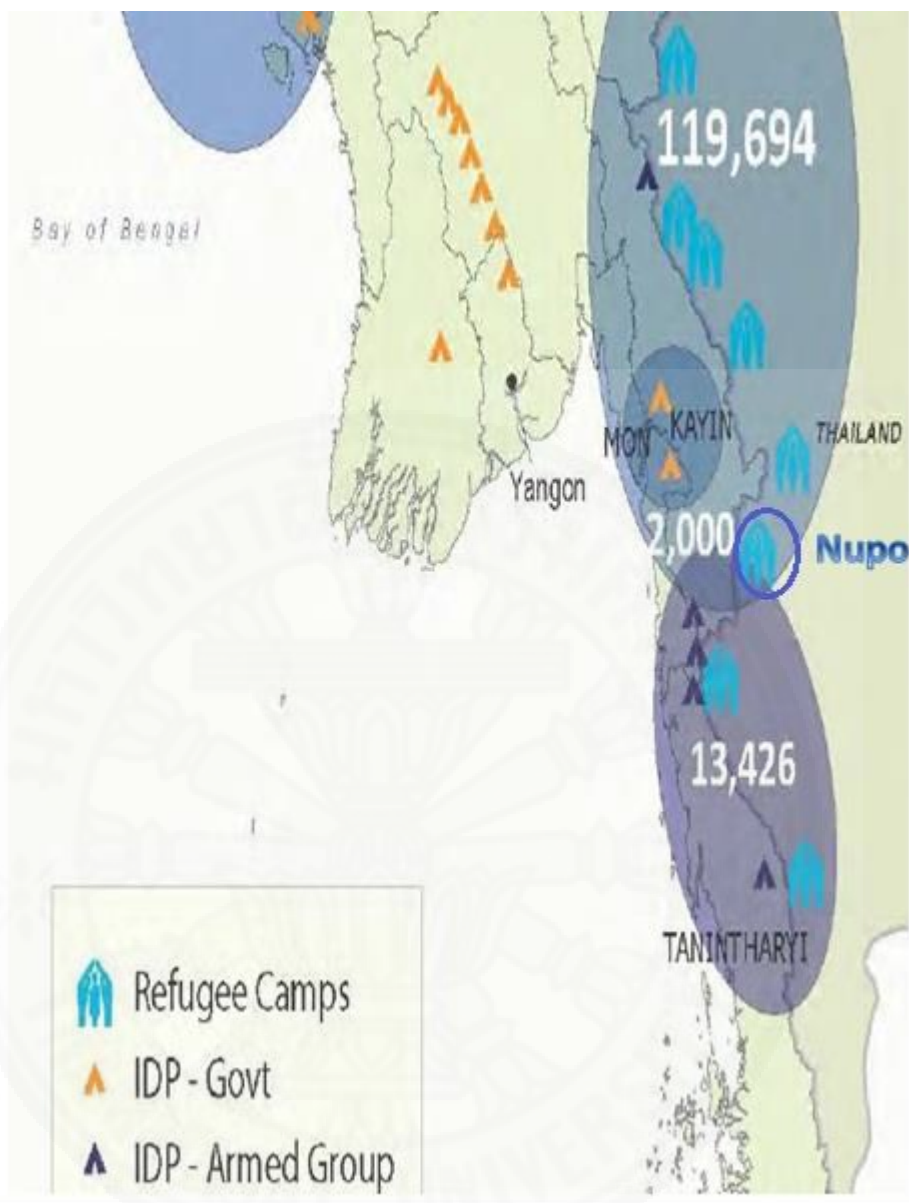 119,694
Bay of Bengal
THAILAND
KAYIN
MON
Yangon
2,000
Nupo
13,426
TANINTHARYI
Refugee Camps
IDP - Govt
IDP - Armed Group